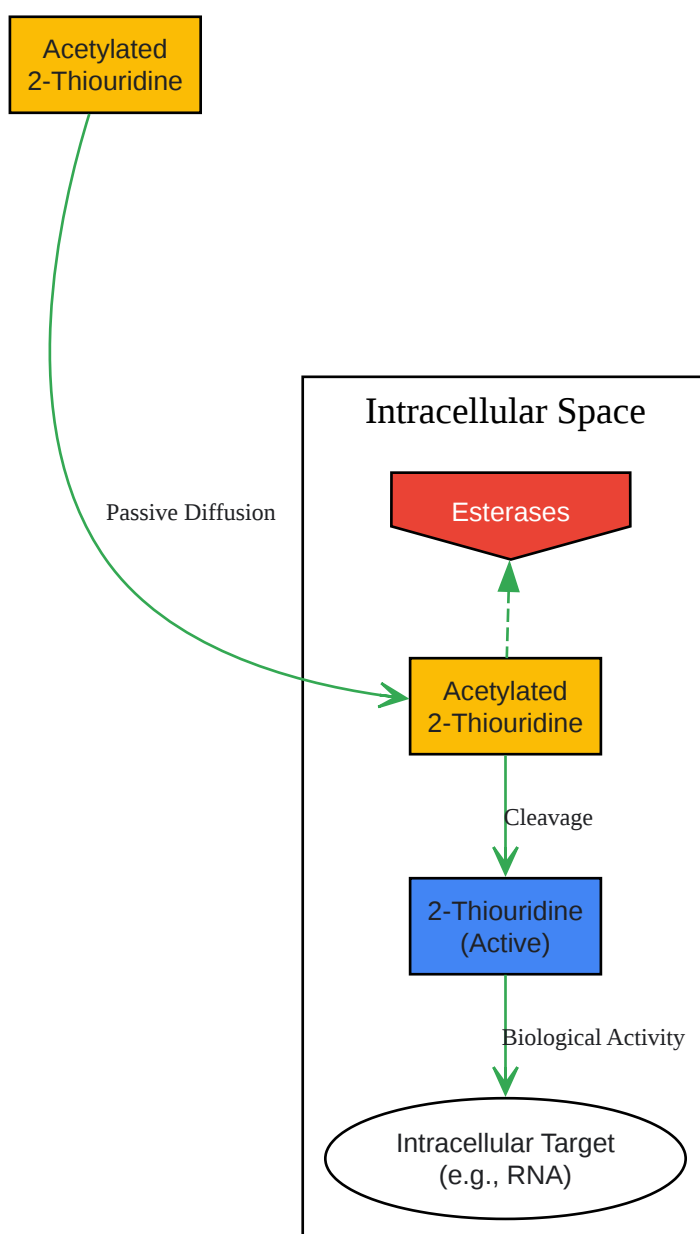 Acetylated
2-Thiouridine
Intracellular Space
Esterases
Passive Diffusion
Acetylated
2-Thiouridine
Cleavage
2-Thiouridine
(Active)
Biological Activity
Intracellular Target
(e.g., RNA)